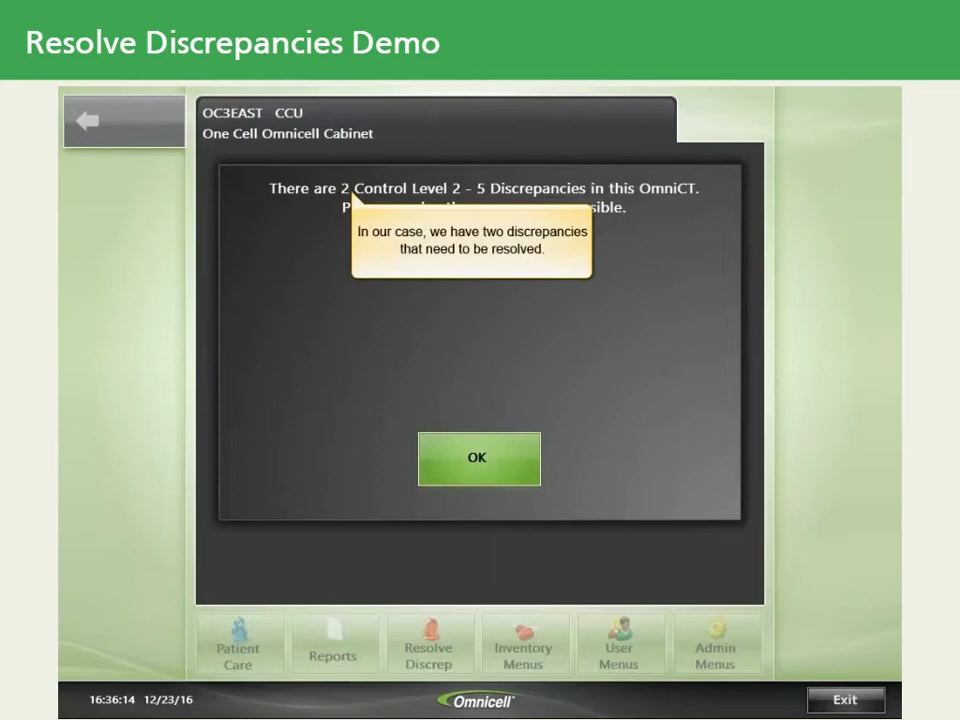 Resolve Discrepancies Demo
OC3EAST CCU
One Cell Omnicell Cabinet
There are 2 Control Level 2 - 5 Discrepancies in this OmniCT.
In our case, we have two discrepancies
that need to be resolved.
OK
Patient
Care
Reports
Resolve
Discrep
Inventory
Menus
User
Menus
Admin
Menus
16:36:14 12/23/16
Omnicell
Exit